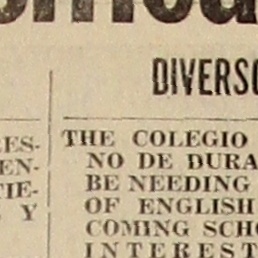 DIVERSO
THE COLEGIO
NO DE DURA
BE NEEDING
OF ENGLISH
COMING SCHO
INTEREST
ES-
EN-
TIE-
Y